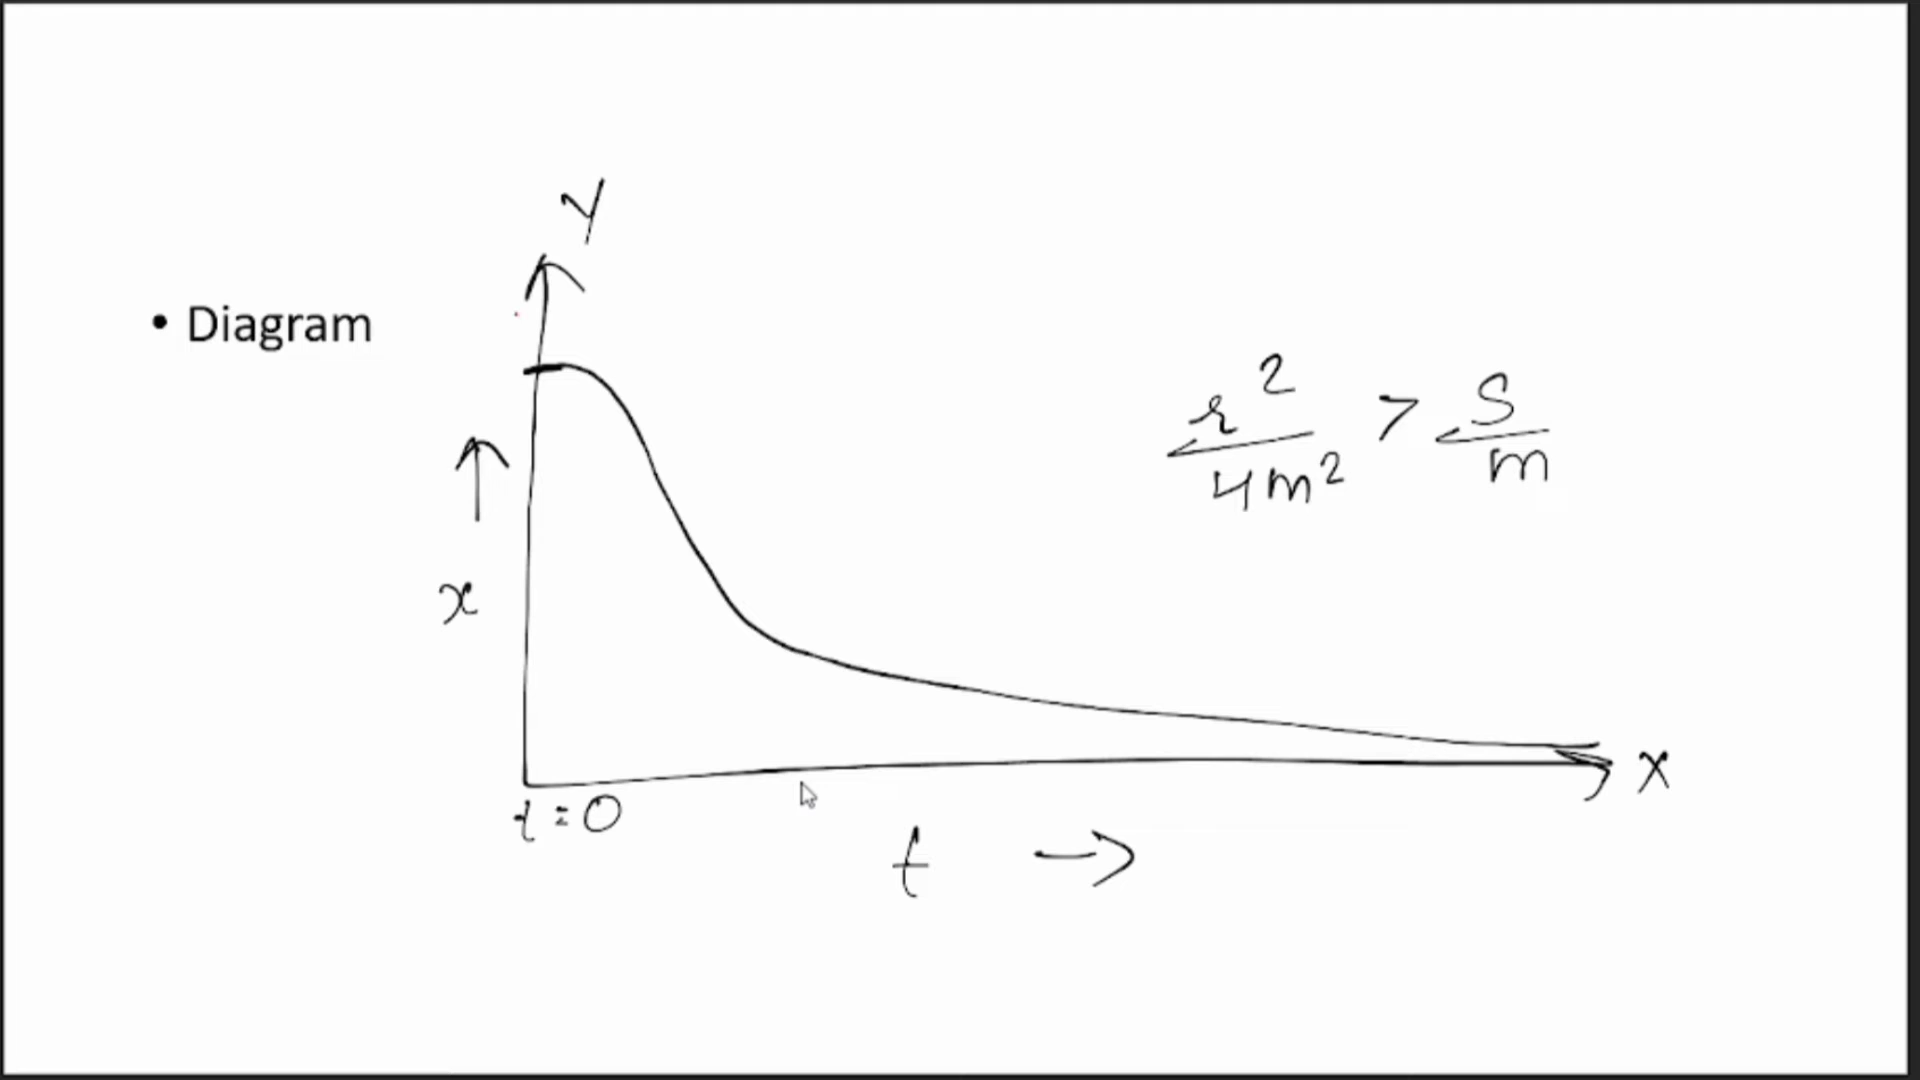 Y
• Diagram
r²/4m² > S/m
x
X
t=0
t →